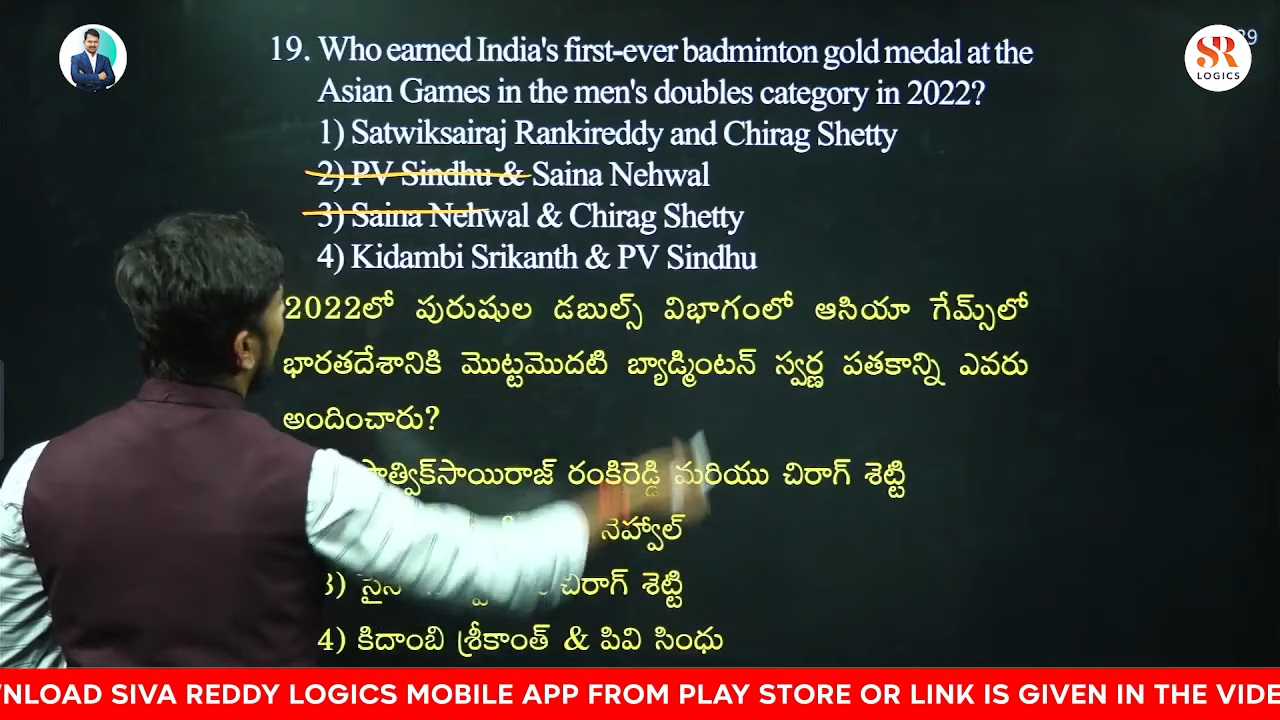 39
SR
LOGICS
19. Who earned India's first-ever badminton gold medal at the
Asian Games in the men's doubles category in 2022?
1) Satwiksairaj Rankireddy and Chirag Shetty
2) PV Sindhu & Saina Nehwal
3) Saina Nehwal & Chirag Shetty
4) Kidambi Srikanth & PV Sindhu
2022లో పురుషుల డబుల్స్ విభాగంలో ఆసియా గేమ్స్‌లో
భారతదేశానికి మొట్టమొదటి బ్యాడ్మింటన్ స్వర్ణ పతకాన్ని ఎవరు
అందించారు?
సాత్విక్‌సాయిరాజ్ రంకిరెడ్డి మరియు చిరాగ్ శెట్టి
నెహ్వాల్
3) చిరాగ్ శెట్టి
4) కిదాంబి శ్రీకాంత్ & పివి సింధు
WNLOAD SIVA REDDY LOGICS MOBILE APP FROM PLAY STORE OR LINK IS GIVEN IN THE VIDE